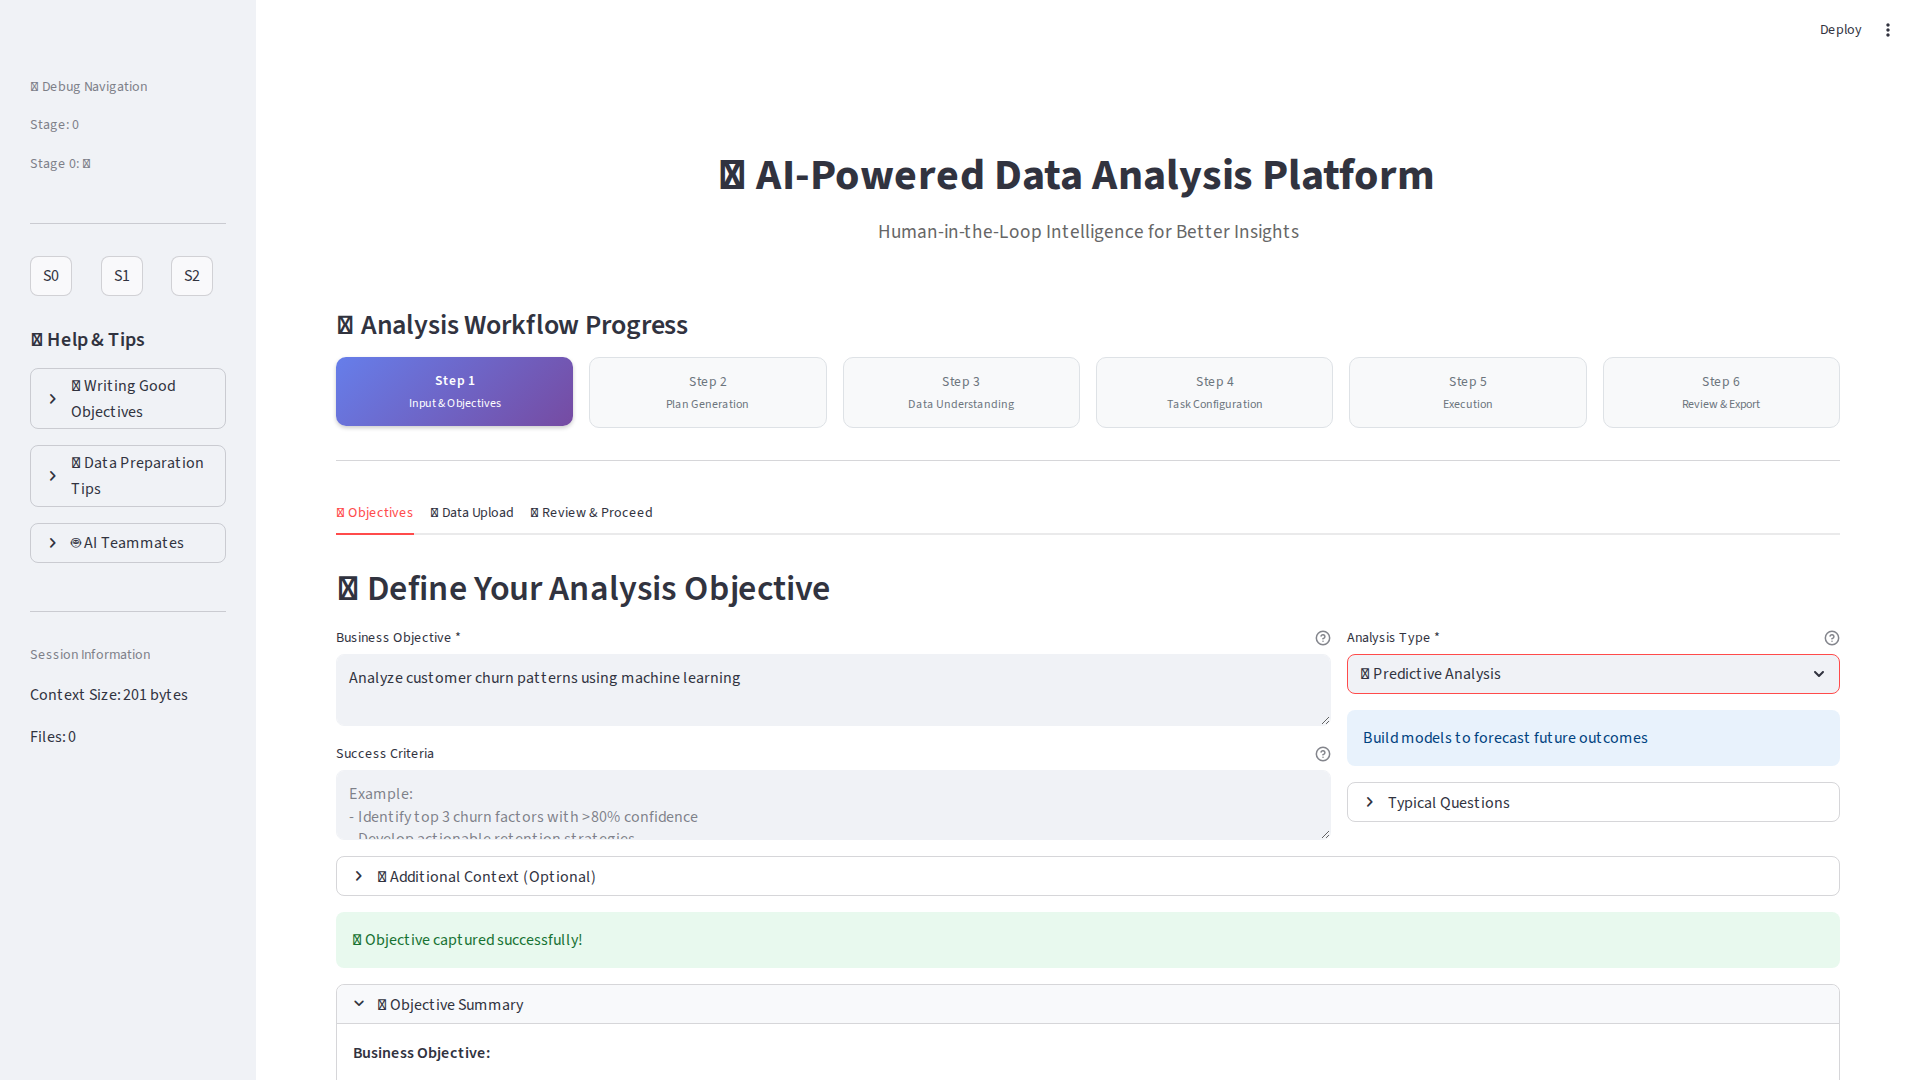 Deploy
Debug Navigation
Stage: 0
Stage 0:
S0 S1 S2
Help & Tips
Writing Good
Objectives
Data Preparation
Tips
AI Teammates
Session Information
Context Size: 201 bytes
Files: 0
AI-Powered Data Analysis Platform
Human-in-the-Loop Intelligence for Better Insights
Analysis Workflow Progress
Step 1
Input & Objectives
Step 2
Plan Generation
Step 3
Data Understanding
Step 4
Task Configuration
Step 5
Execution
Step 6
Review & Export
Objectives Data Upload Review & Proceed
Define Your Analysis Objective
Business Objective *
Analyze customer churn patterns using machine learning
Success Criteria
Example:
- Identify top 3 churn factors with >80% confidence
- Develop actionable retention strategies
Analysis Type *
Predictive Analysis
Build models to forecast future outcomes
Typical Questions
Additional Context (Optional)
Objective captured successfully!
Objective Summary
Business Objective: